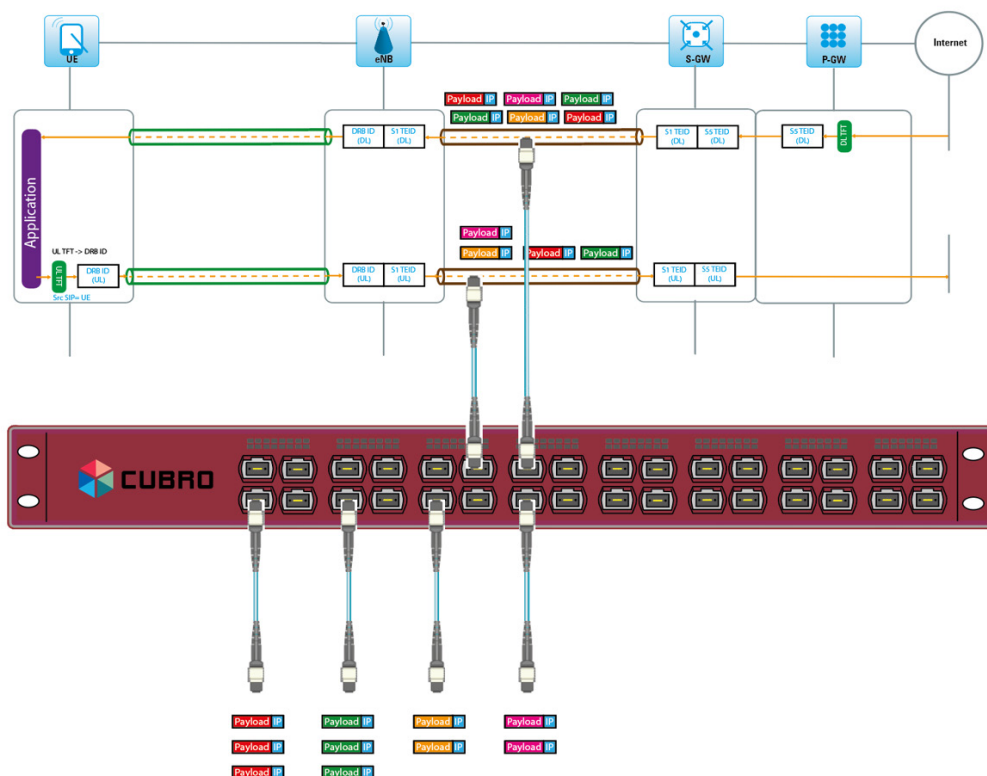 UE
eNB
S-GW
P-GW
Internet
Payload IP Payload IP Payload IP
Payload IP Payload IP Payload IP
DRB ID (DL)
S1 TEID (DL)
S1 TEID (DL)
S5 TEID (DL)
S5 TEID (DL)
DL TFT
Application
Payload IP
Payload IP Payload IP Payload IP
UL TFT -> DRB ID
UL TFT
DRB ID (UL)
DRB ID (UL)
S1 TEID (UL)
S1 TEID (UL)
S5 TEID (UL)
Src SIP= UE
CUBRO
Payload IP Payload IP Payload IP Payload IP
Payload IP Payload IP Payload IP Payload IP
Payload IP Payload IP